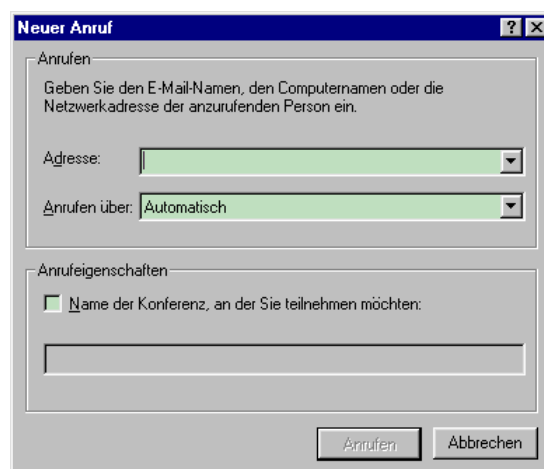 Neuer Anruf
Anrufen
Geben Sie den E-Mail-Namen, den Computernamen oder die
Netzwerkadresse der anzurufenden Person ein.
Adresse:
Anrufen über: Automatisch
Anrufeigenschaften
Name der Konferenz, an der Sie teilnehmen möchten:
Anrufen Abbrechen